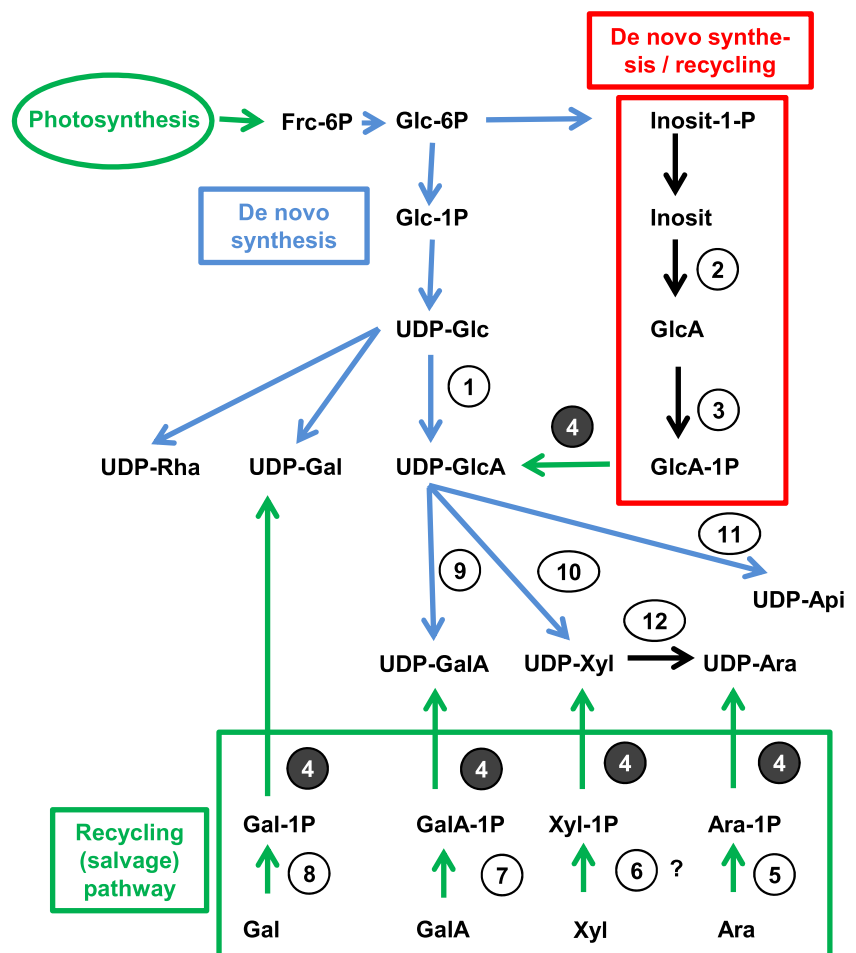 De novo synthe-
sis / recycling
Photosynthesis
Frc-6P
Glc-6P
Inosit-1-P
De novo
synthesis
Glc-1P
Inosit
2
UDP-Glc
GlcA
1
3
4
UDP-Rha
UDP-Gal
UDP-GlcA
GlcA-1P
11
9
10
UDP-Api
12
UDP-GalA
UDP-Xyl
UDP-Ara
4
4
4
4
Recycling
(salvage)
pathway
Gal-1P
GalA-1P
Xyl-1P
Ara-1P
8
7
6 ?
5
Gal
GalA
Xyl
Ara